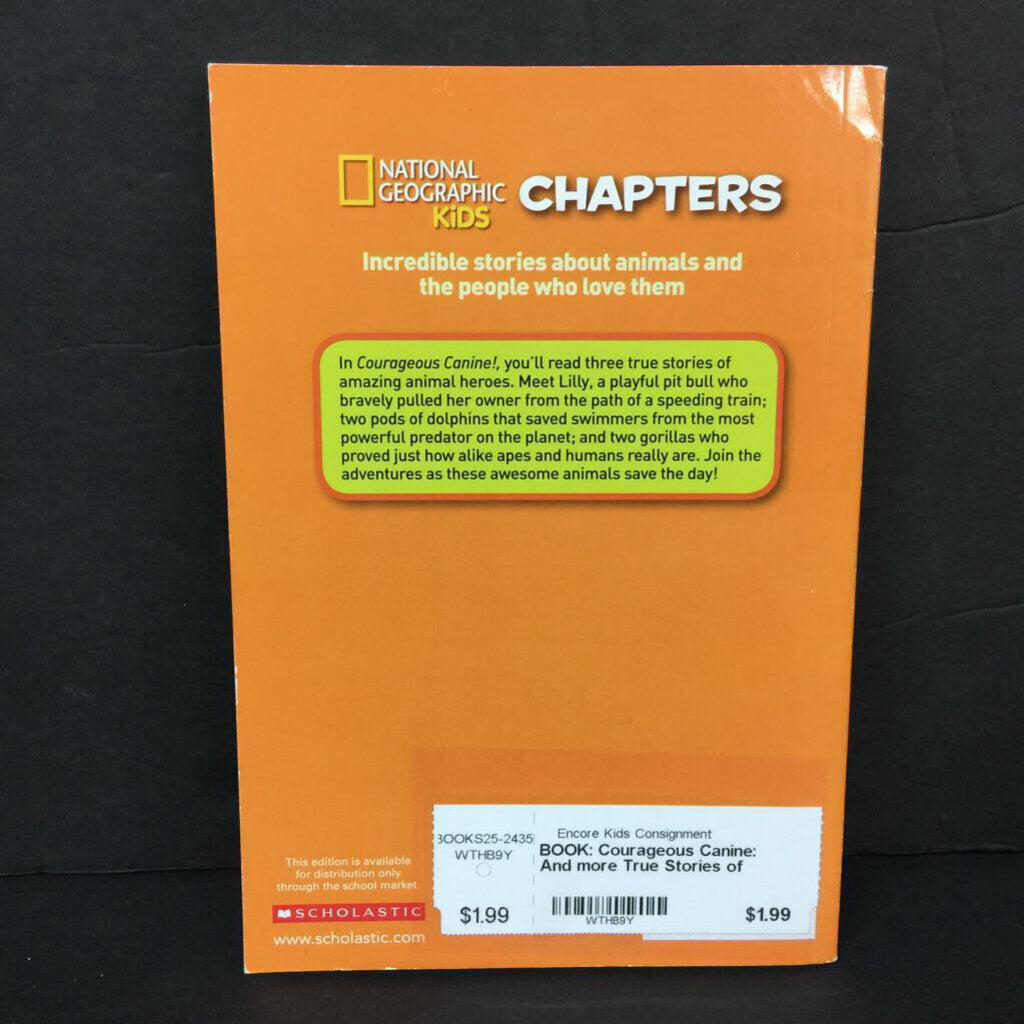 NATIONAL
GEOGRAPHIC
KiDS
CHAPTERS
Incredible stories about animals and
the people who love them
In Courageous Canine!, you'll read three true stories of
amazing animal heroes. Meet Lilly, a playful pit bull who
bravely pulled her owner from the path of a speeding train;
two pods of dolphins that saved swimmers from the most
powerful predator on the planet; and two gorillas who
proved just how alike apes and humans really are. Join the
adventures as these awesome animals save the day!
This edition is available
for distribution only
through the school market.
SCHOLASTIC
www.scholastic.com
BOOKS25-2435
WTHB9Y
$1.99
Encore Kids Consignment
BOOK: Courageous Canine:
And more True Stories of
WTHB9Y
$1.99